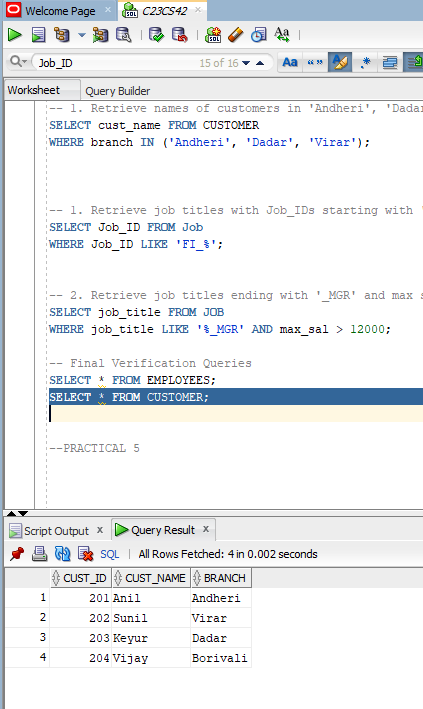 Welcome Page
C23CS42
Job_ID
15 of 16
Aa
Worksheet
Query Builder
-- 1. Retrieve names of customers in 'Andheri', 'Dadar
SELECT cust_name FROM CUSTOMER
WHERE branch IN ('Andheri', 'Dadar', 'Virar');
-- 1. Retrieve job titles with Job_IDs starting with '
SELECT Job_ID FROM Job
WHERE Job_ID LIKE 'FI_%';
-- 2. Retrieve job titles ending with '_MGR' and max s
SELECT job_title FROM JOB
WHERE job_title LIKE '%_MGR' AND max_sal > 12000;
-- Final Verification Queries
SELECT * FROM EMPLOYEES;
SELECT * FROM CUSTOMER;
--PRACTICAL 5
Script Output x
Query Result x
SQL | All Rows Fetched: 4 in 0.002 seconds
CUST_ID CUST_NAME BRANCH
1 201 Anil Andheri
2 202 Sunil Virar
3 203 Keyur Dadar
4 204 Vijay Borivali